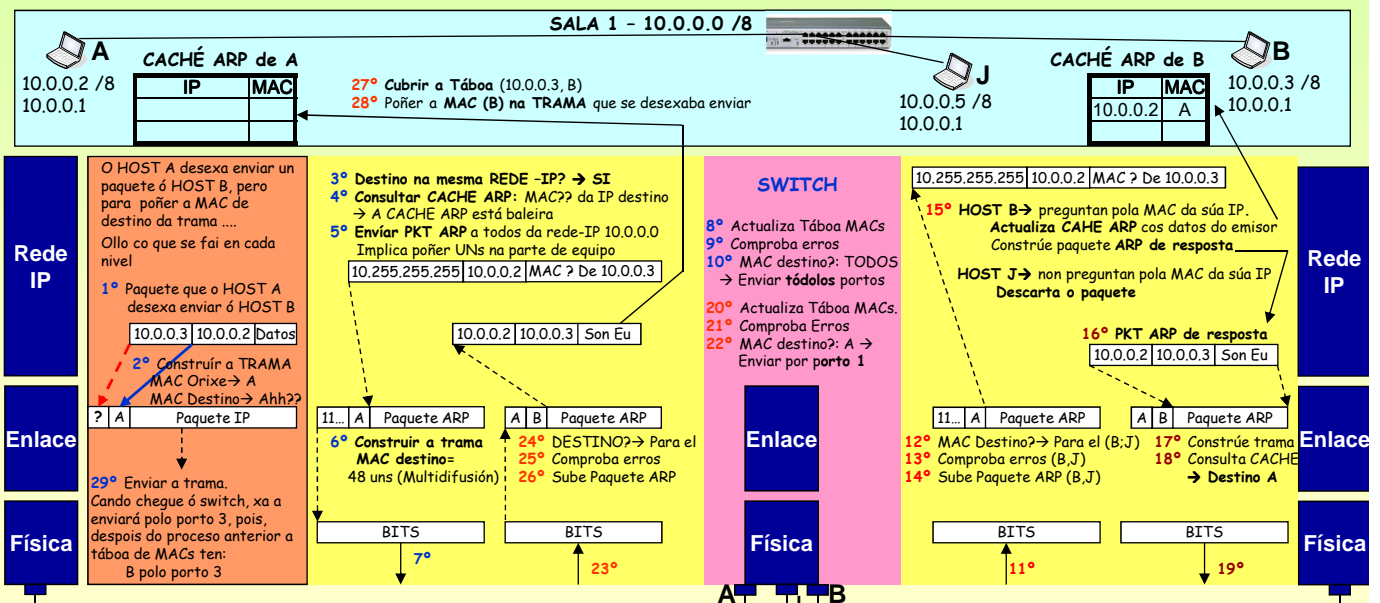 SALA 1 – 10.0.0.0 /8
A
10.0.0.2 /8
10.0.0.1
CACHÉ ARP de A
IP MAC
27º Cubrir a Táboa (10.0.0.3, B)
28º Poñer a MAC (B) na TRAMA que se desexaba enviar
J
10.0.0.5 /8
10.0.0.1
CACHÉ ARP de B
IP MAC
10.0.0.2 A
B
10.0.0.3 /8
10.0.0.1
Rede
IP
Enlace
Física
O HOST A desexa enviar un
paquete ó HOST B, pero
para poñer a MAC de
destino da trama ....
Ollo co que se fai en cada
nivel
1º Paquete que o HOST A
desexa enviar ó HOST B
10.0.0.3 10.0.0.2 Datos
2º Construír a TRAMA
MAC Orixe→ A
MAC Destino→ Ahh??
? A Paquete IP
29º Enviar a trama.
Cando chegue ó switch, xa a
enviará polo porto 3, pois,
despois do proceso anterior a
táboa de MACs ten:
B polo porto 3
3º Destino na mesma REDE –IP? → SI
4º Consultar CACHE ARP: MAC?? da IP destino
→ A CACHE ARP está baleira
5º Envíar PKT ARP a todos da rede-IP 10.0.0.0
Implica poñer UNs na parte de equipo
10.255.255.255 10.0.0.2 MAC ? De 10.0.0.3
10.0.0.2 10.0.0.3 Son Eu
11... A Paquete ARP
6º Construir a trama
MAC destino=
48 uns (Multidifusión)
A B Paquete ARP
24º DESTINO?→ Para el
25º Comproba erros
26º Sube Paquete ARP
BITS
7º
BITS
23º
SWITCH
8º Actualiza Táboa MACs
9º Comproba erros
10º MAC destino?: TODOS
→ Enviar tódolos portos
20º Actualiza Táboa MACs.
21º Comproba Erros
22º MAC destino?: A →
Enviar por porto 1
Enlace
Física
A B
10.255.255.255 10.0.0.2 MAC ? De 10.0.0.3
15º HOST B→ preguntan pola MAC da súa IP.
Actualiza CAHE ARP cos datos do emisor
Constrúe paquete ARP de resposta
HOST J→ non preguntan pola MAC da súa IP
Descarta o paquete
16º PKT ARP de resposta
10.0.0.2 10.0.0.3 Son Eu
11... A Paquete ARP
12º MAC Destino?→ Para el (B;J)
13º Comproba erros (B,J)
14º Sube Paquete ARP (B,J)
A B Paquete ARP
17º Constrúe trama
18º Consulta CACHE
→ Destino A
BITS
11º
BITS
19º
Rede
IP
Enlace
Física